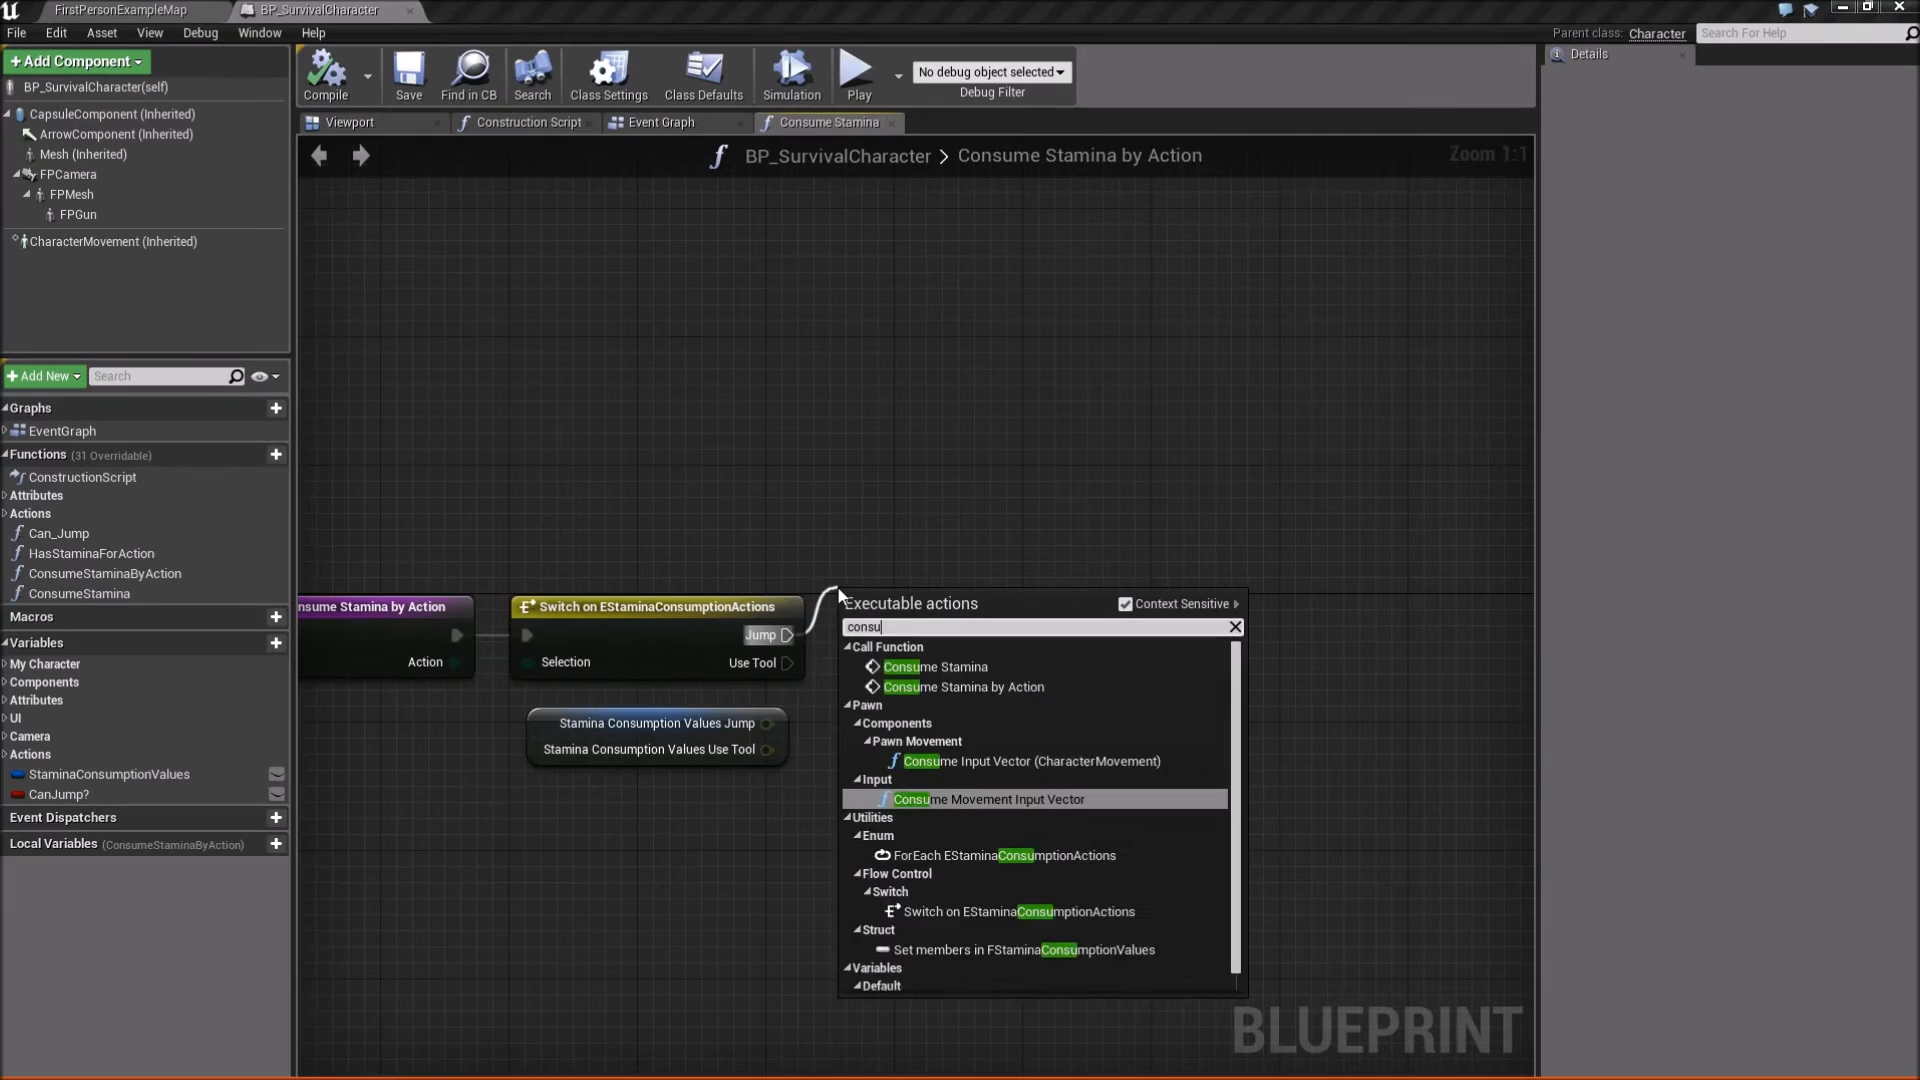 FirstPersonExampleMap
BP_SurvivalCharacter
File Edit Asset View Debug Window Help
Parent class: Character
Search For Help
+Add Component
BP_SurvivalCharacter(self)
CapsuleComponent (Inherited)
ArrowComponent (Inherited)
Mesh (Inherited)
FPCamera
FPMesh
FPGun
CharacterMovement (Inherited)
Compile
Save
Find in CB
Search
Class Settings
Class Defaults
Simulation
Play
No debug object selected
Debug Filter
Details
Viewport
Construction Script
Event Graph
Consume Stamina
BP_SurvivalCharacter > Consume Stamina by Action
Zoom 1:1
+Add New
Search
Graphs
EventGraph
Functions (31 Overridable)
ConstructionScript
Attributes
Actions
Can_Jump
HasStaminaForAction
ConsumeStaminaByAction
ConsumeStamina
Macros
Variables
My Character
Components
Attributes
UI
Camera
Actions
StaminaConsumptionValues
CanJump?
Event Dispatchers
Local Variables (ConsumeStaminaByAction)
nsume Stamina by Action
Action
Switch on EStaminaConsumptionActions
Jump
Selection
Use Tool
Stamina Consumption Values Jump
Stamina Consumption Values Use Tool
Executable actions
Context Sensitive
consu
Call Function
Consume Stamina
Consume Stamina by Action
Pawn
Components
Pawn Movement
Consume Input Vector (CharacterMovement)
Input
Consume Movement Input Vector
Utilities
Enum
ForEach EStaminaConsumptionActions
Flow Control
Switch
Switch on EStaminaConsumptionActions
Struct
Set members in FStaminaConsumptionValues
Variables
Default
BLUEPRINT